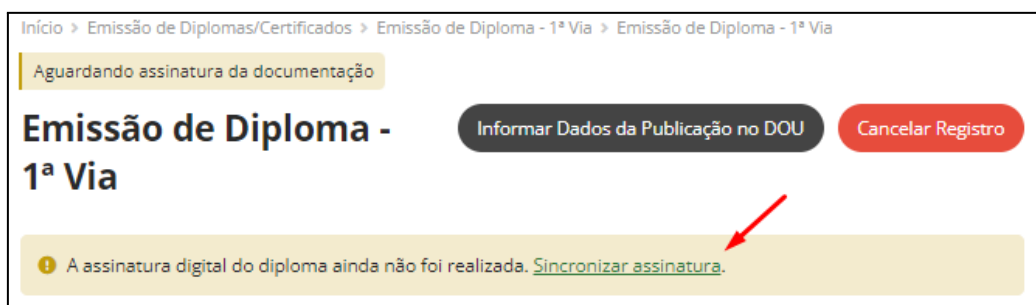 Início > Emissão de Diplomas/Certificados > Emissão de Diploma - 1ª Via > Emissão de Diploma - 1ª Via
Aguardando assinatura da documentação
Emissão de Diploma -
1ª Via
Informar Dados da Publicação no DOU
Cancelar Registro
A assinatura digital do diploma ainda não foi realizada. Sincronizar assinatura.